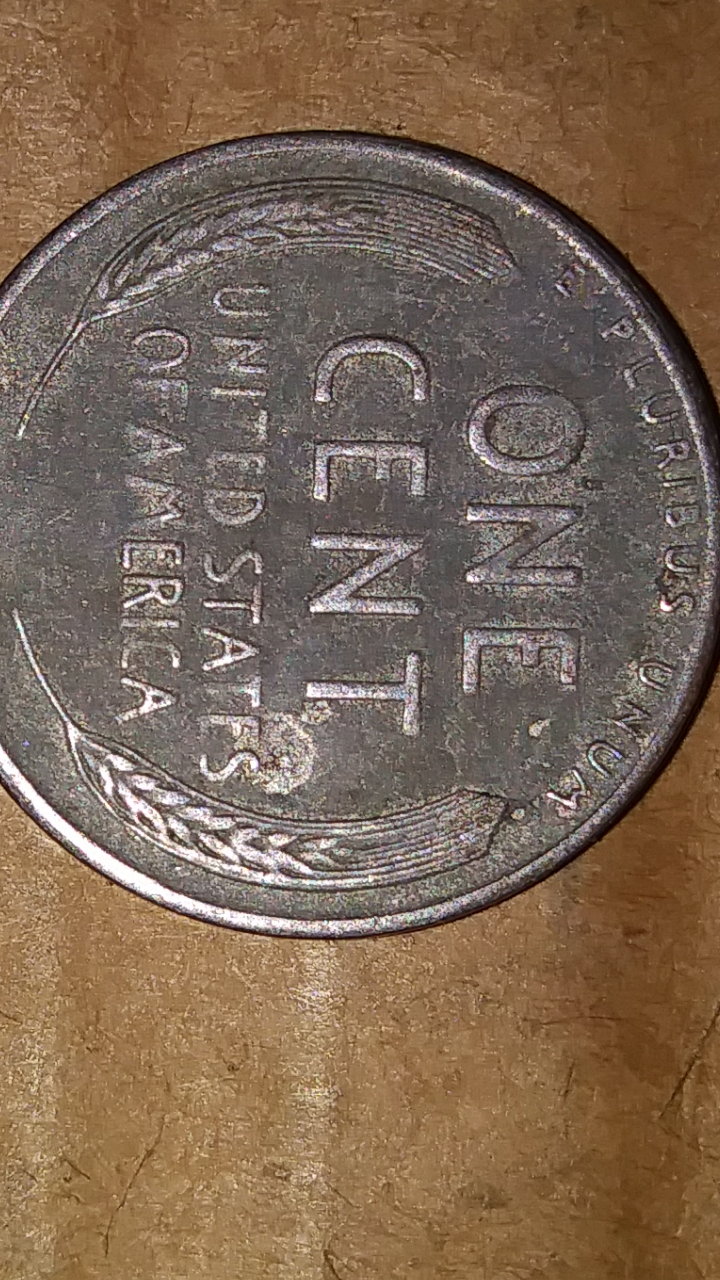 E PLURIBUS UNUM
ONE
CENT
UNITED STATES
OF AMERICA